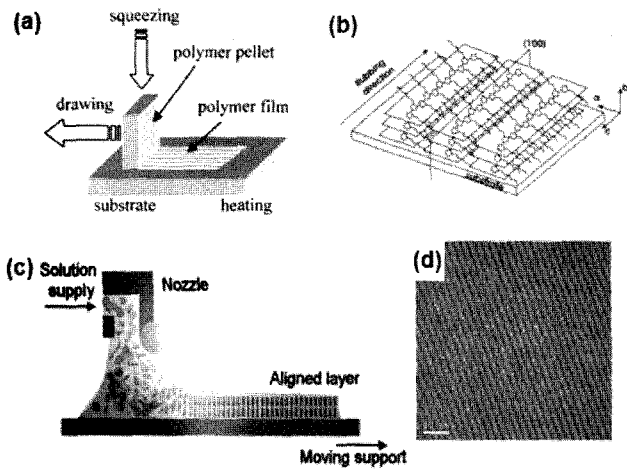 (a)
squeezing
polymer pellet
drawing
polymer film
substrate
heating
(b)
(100)
Rubbing
direction
b
a
c
substrate
(c)
Solution
supply
Nozzle
Aligned layer
Moving support
(d)